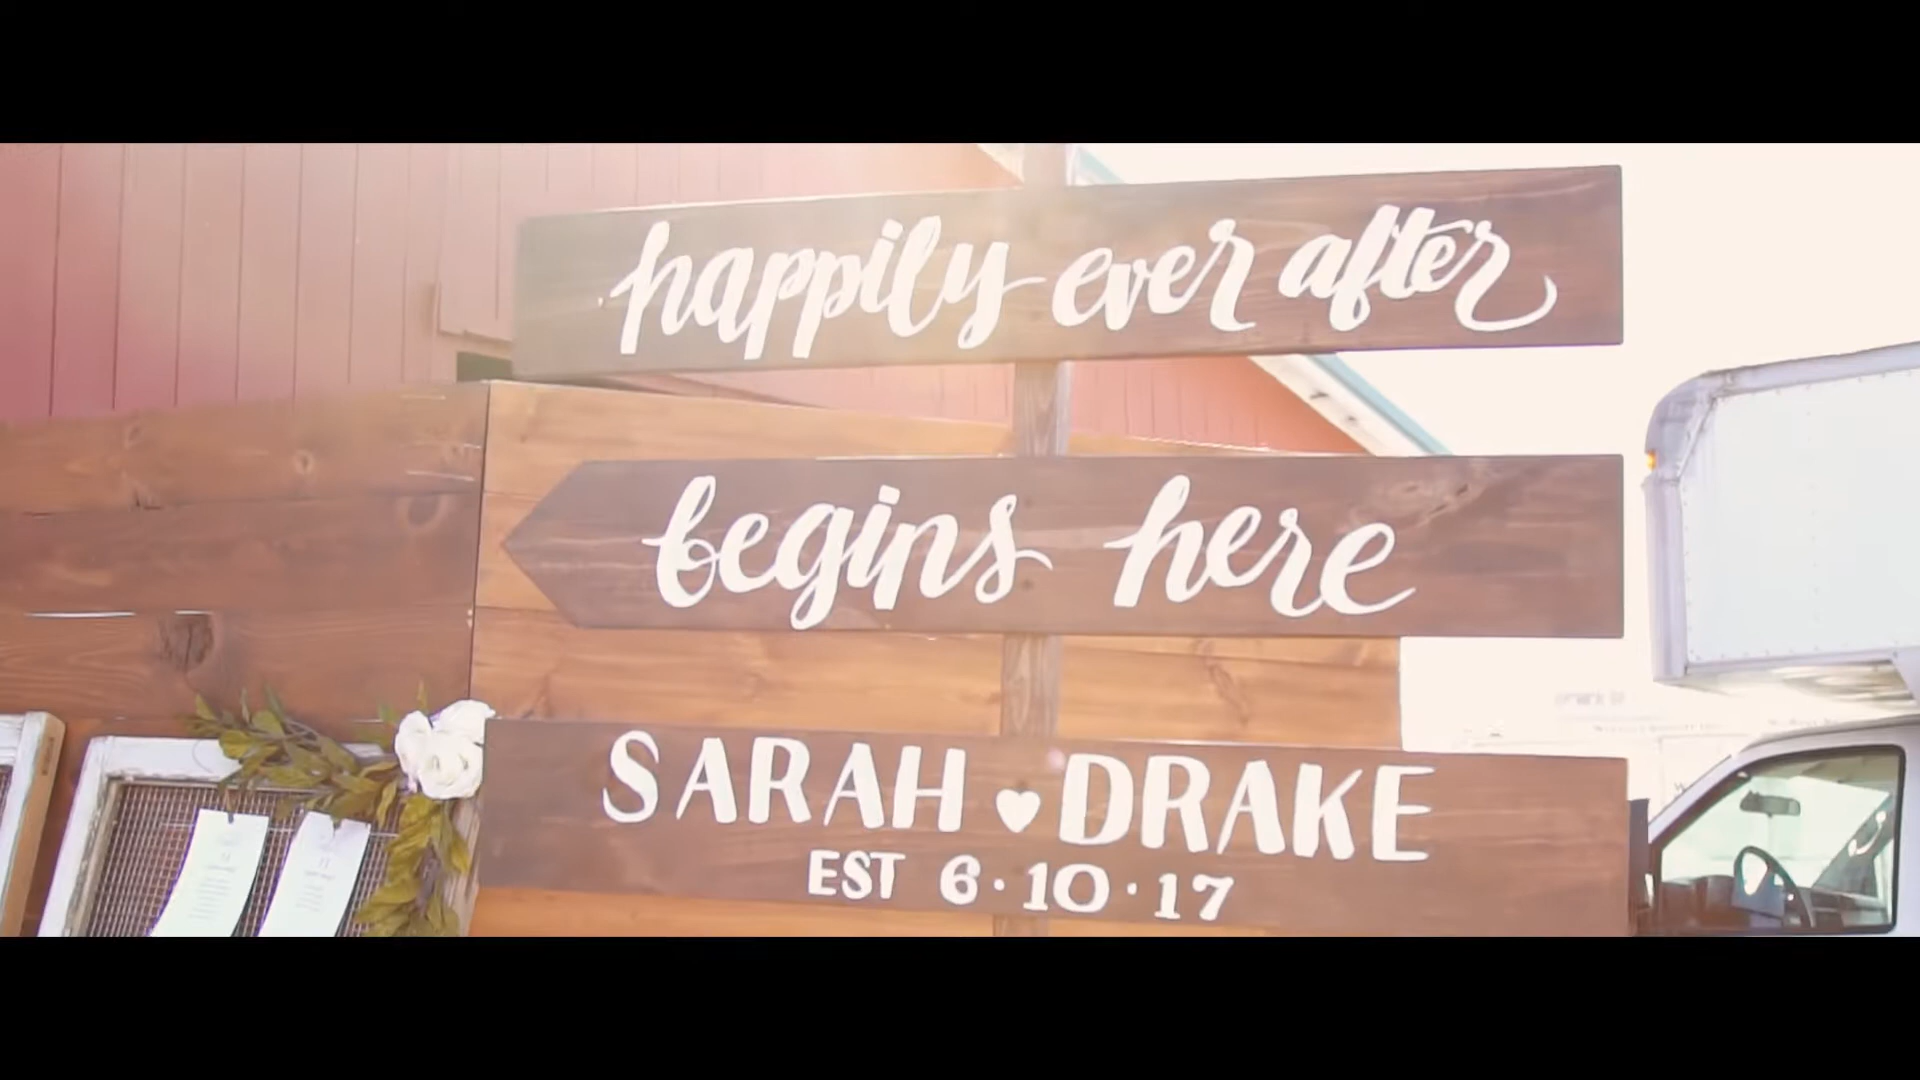 happily ever after
begins here
SARAH ♥ DRAKE
EST 6·10·17